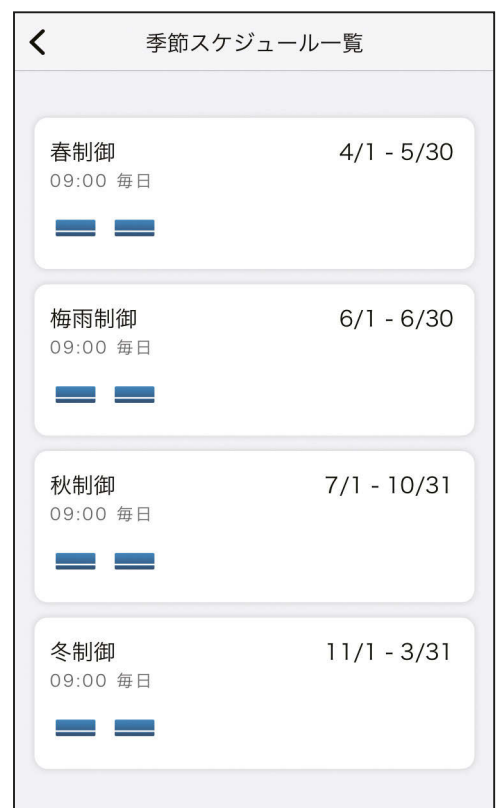 季節スケジュール一覧
春制御 4/1 - 5/30
09:00 毎日
梅雨制御 6/1 - 6/30
09:00 毎日
秋制御 7/1 - 10/31
09:00 毎日
冬制御 11/1 - 3/31
09:00 毎日